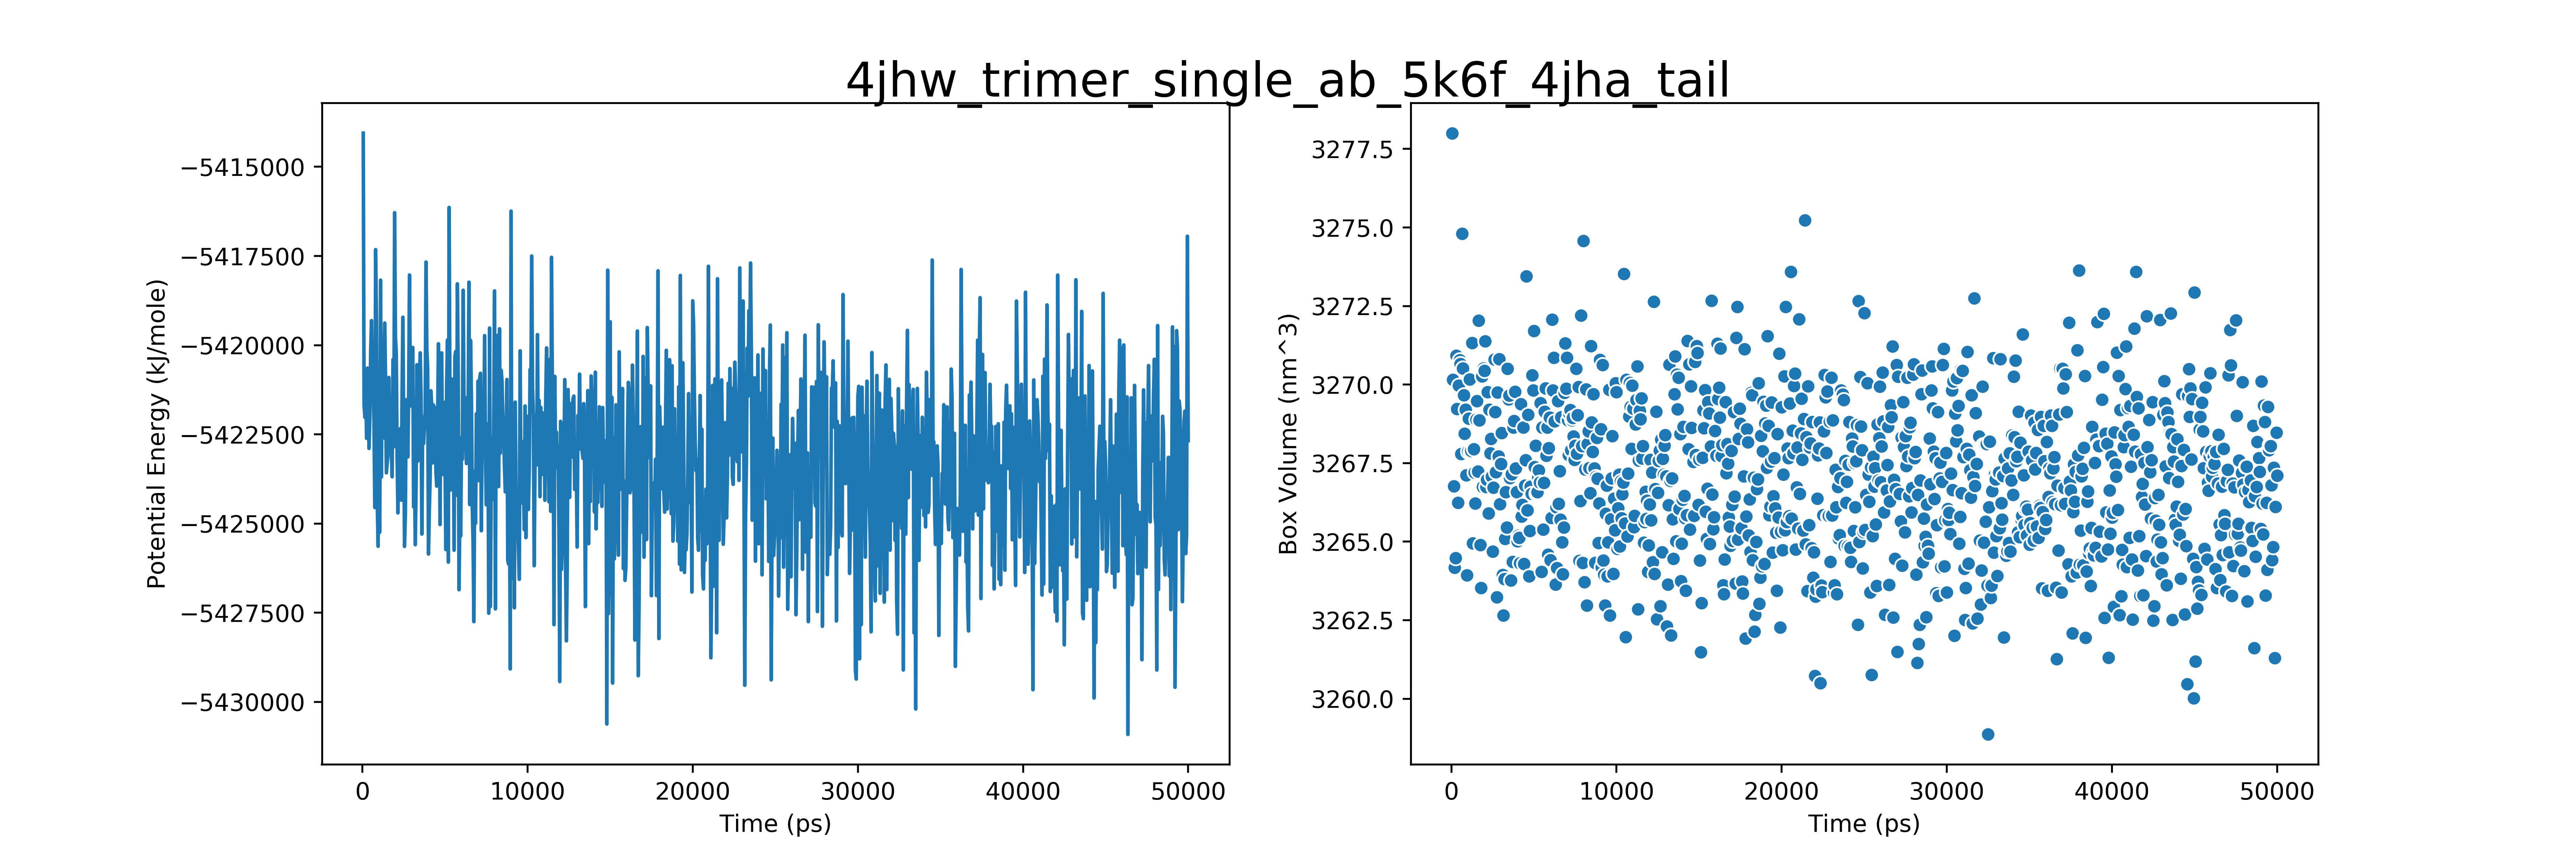 4jhw_trimer_single_ab_5k6f_4jha_tail
Potential Energy (kJ/mole)
−5415000
−5417500
−5420000
−5422500
−5425000
−5427500
−5430000
0 10000 20000 30000 40000 50000
Time (ps)
Box Volume (nm^3)
3277.5
3275.0
3272.5
3270.0
3267.5
3265.0
3262.5
3260.0
0 10000 20000 30000 40000 50000
Time (ps)